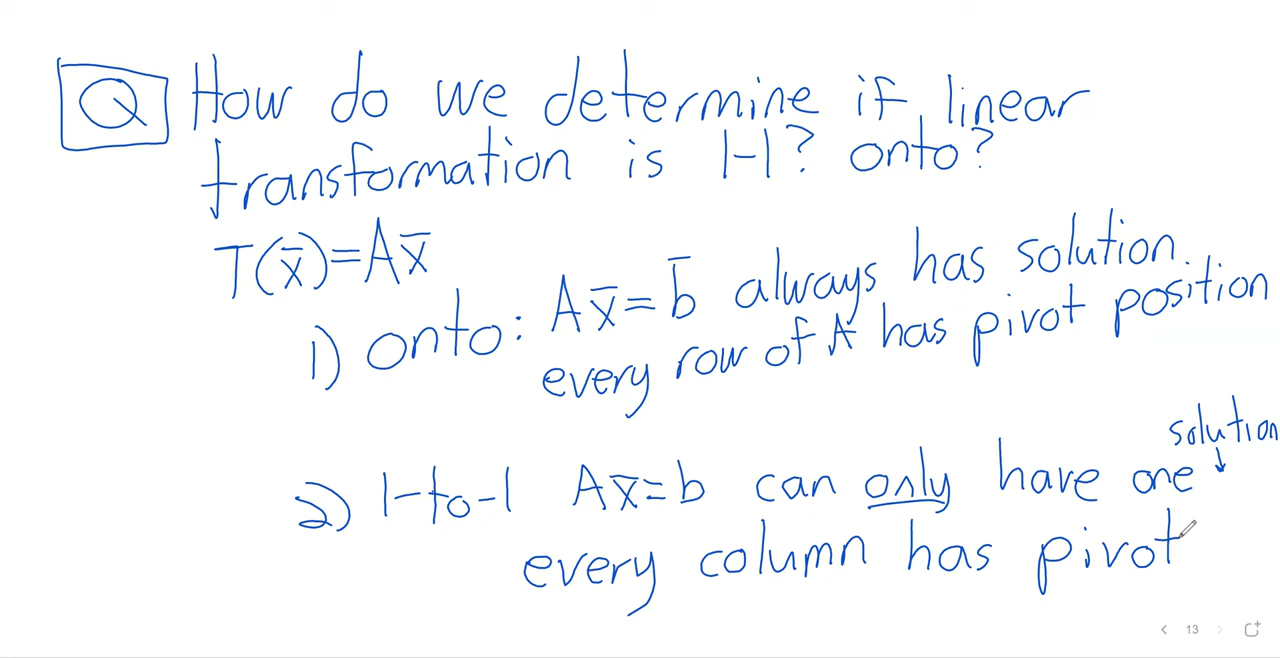 Q How do we determine if linear
transformation is 1-1? onto?
T(x̄)=Ax̄
1) onto: Ax̄=b̄ always has solution.
every row of A has pivot position
solution
2) 1-to-1 Ax̄=b can only have one
every column has pivot
13